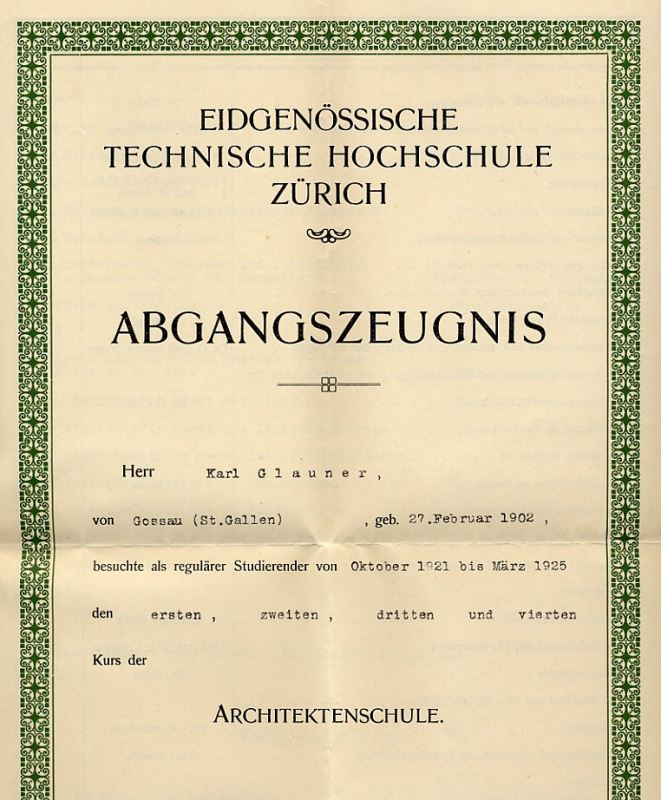 EIDGENÖSSISCHE
TECHNISCHE HOCHSCHULE
ZÜRICH
ABGANGSZEUGNIS
Herr Karl Glauner,
von Gossau (St.Gallen) , geb. 27.Februar 1902 ,
besuchte als regulärer Studierender von Oktober 1921 bis März 1925
den ersten , zweiten , dritten und vierten
Kurs der
ARCHITEKTENSCHULE.